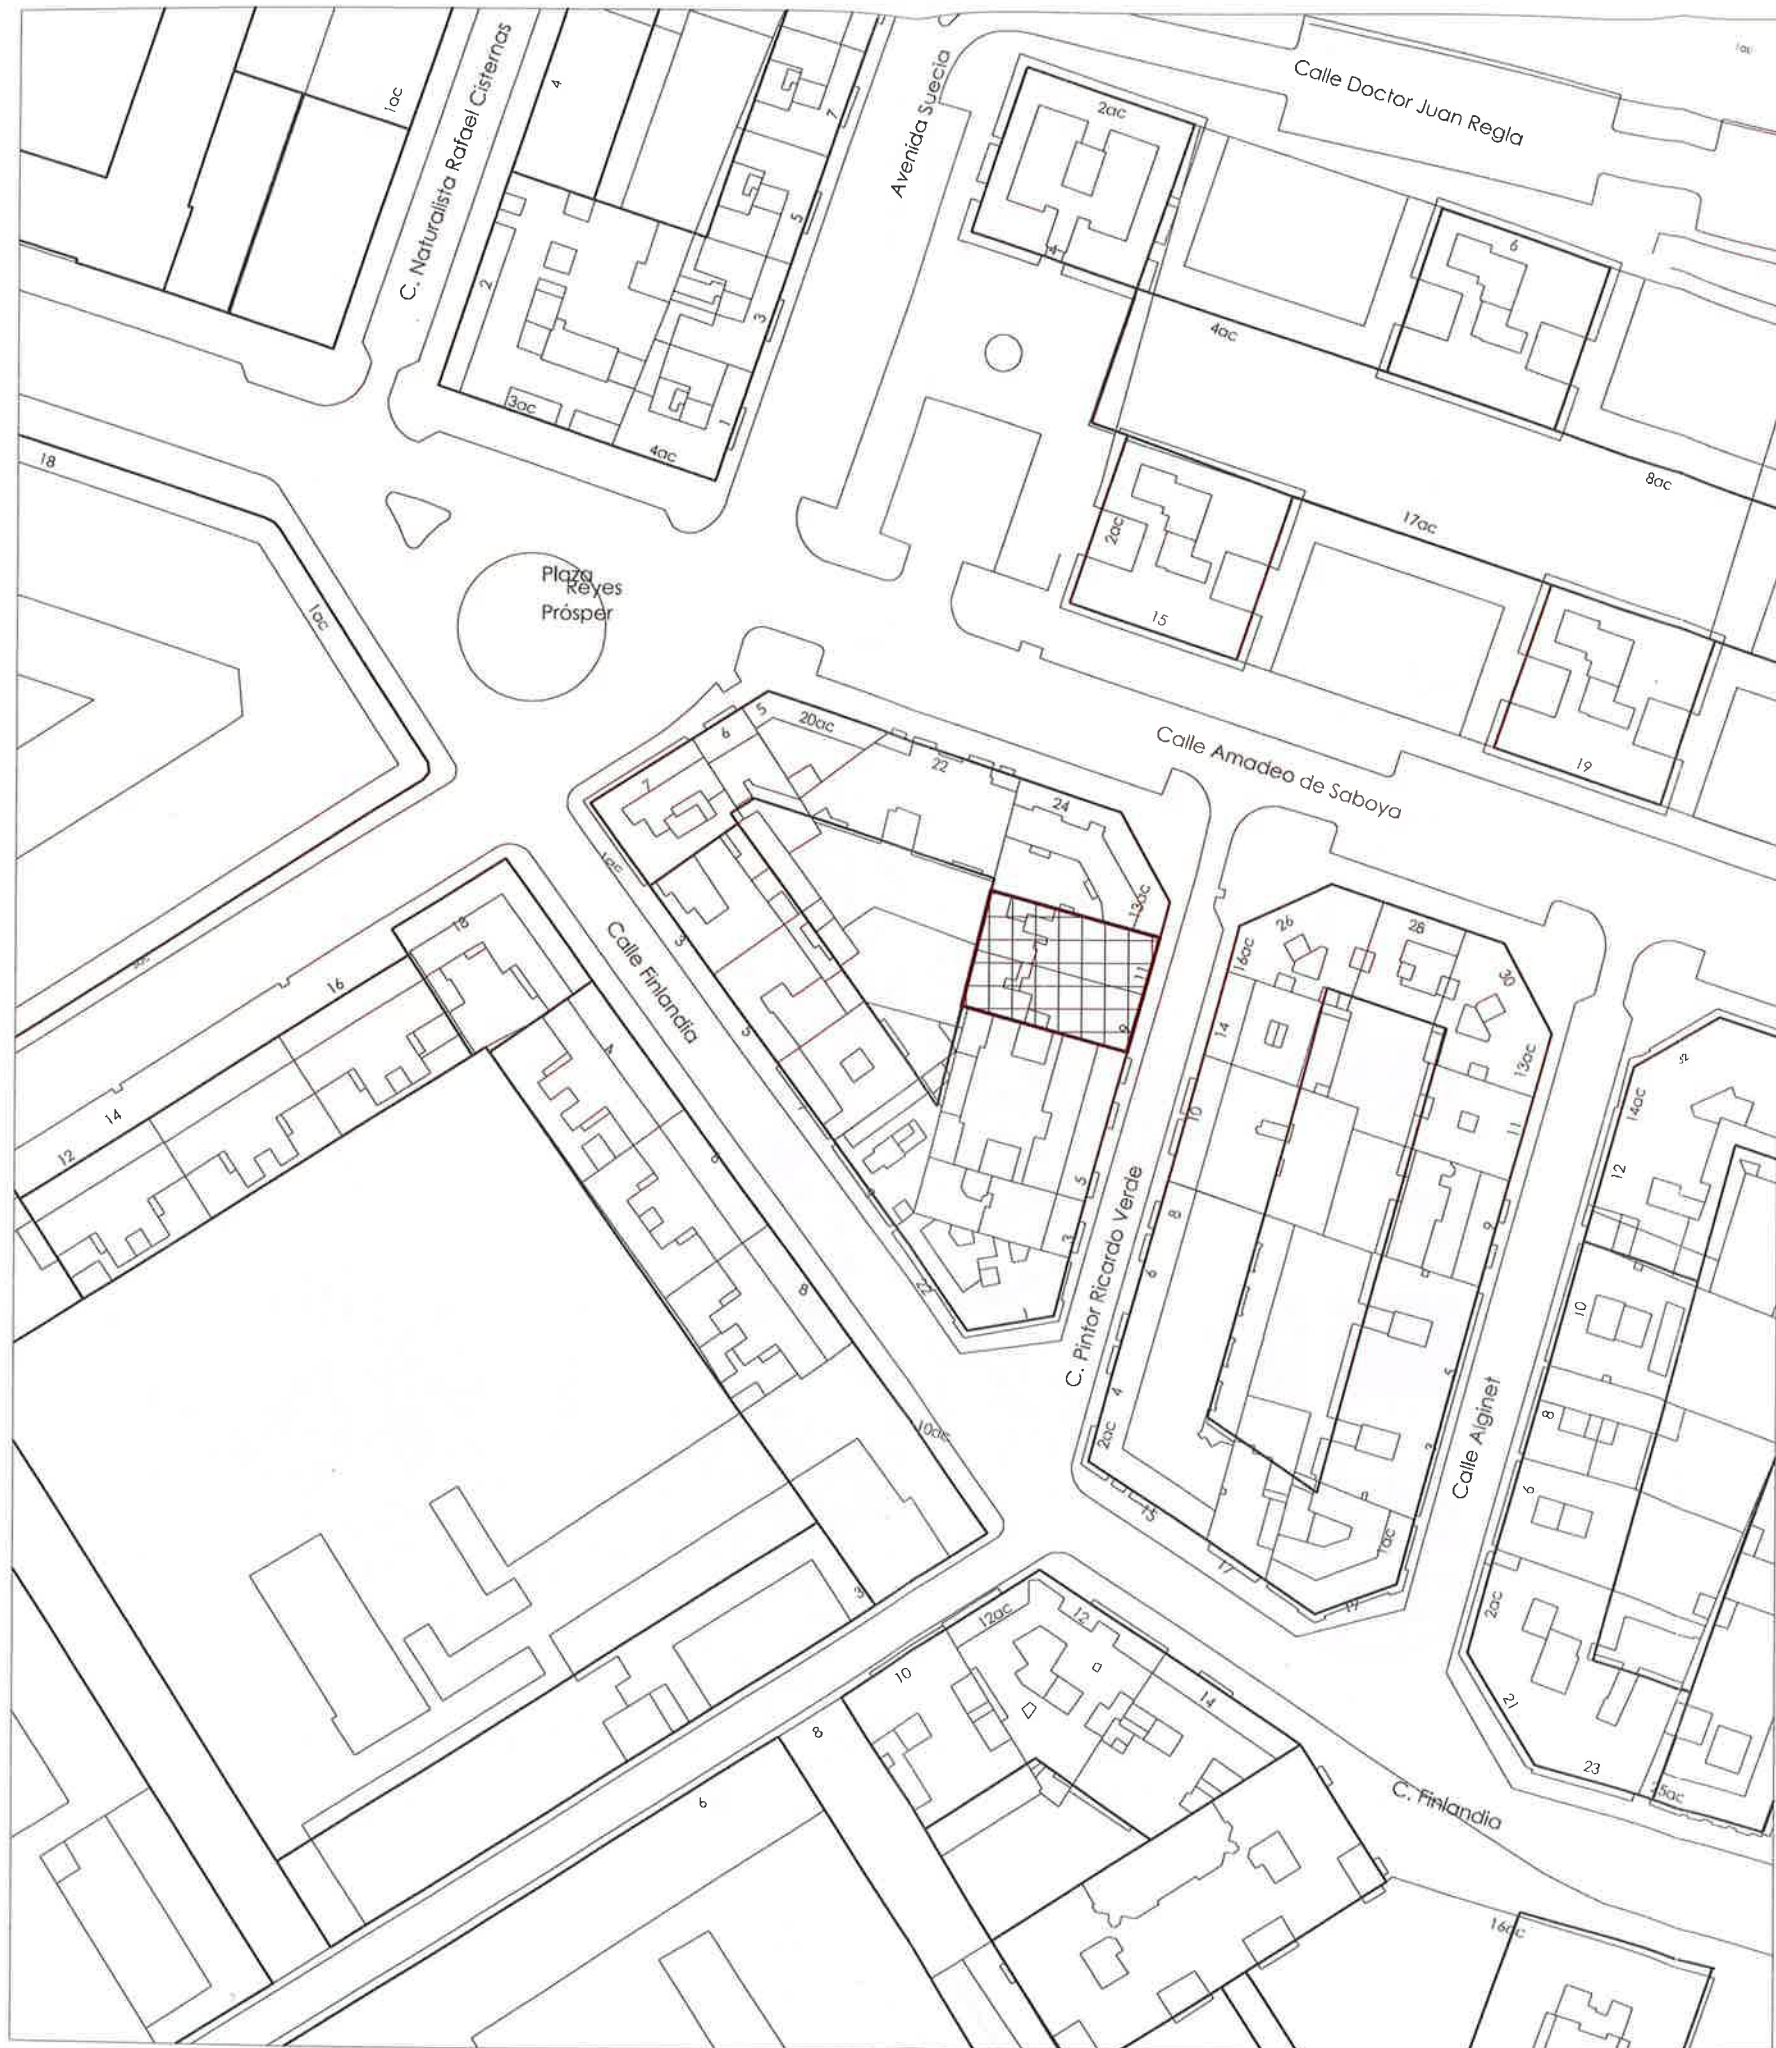 1ac
4
7
C. Naturalista Rafael Cisternas
Avenida Suecia
2ac
Calle Doctor Juan Regla
5
2
4
6
3
4ac
3ac
1
4ac
8ac
18
17ac
2ac
Plaza
Reyes
Prósper
1ac
15
5
20ac
6
22
Calle Amadeo de Saboya
19
7
24
1ac
13ac
18
3
Calle Finlandia
26
28
30
16ac
11
16
9
14
5
4
13ac
52
14ac
14
10
11
12
12
6
5
C. Pintor Ricardo Verde
8
9
3
6
8
22
1
10
4
5
10ac
2ac
3
Calle Alginet
8
6
15
1ac
17
19
3
12ac
12
2ac
10
14
21
8
6
23
25ac
C. Finlandia
16ac